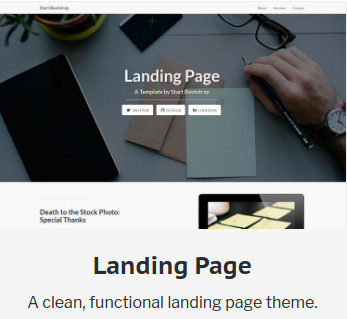 Start Bootstrap
About Services Contact
Landing Page
A Template by Start Bootstrap
TWITTER GITHUB LINKEDIN
Death to the Stock Photo:
Special Thanks
Landing Page
A clean, functional landing page theme.